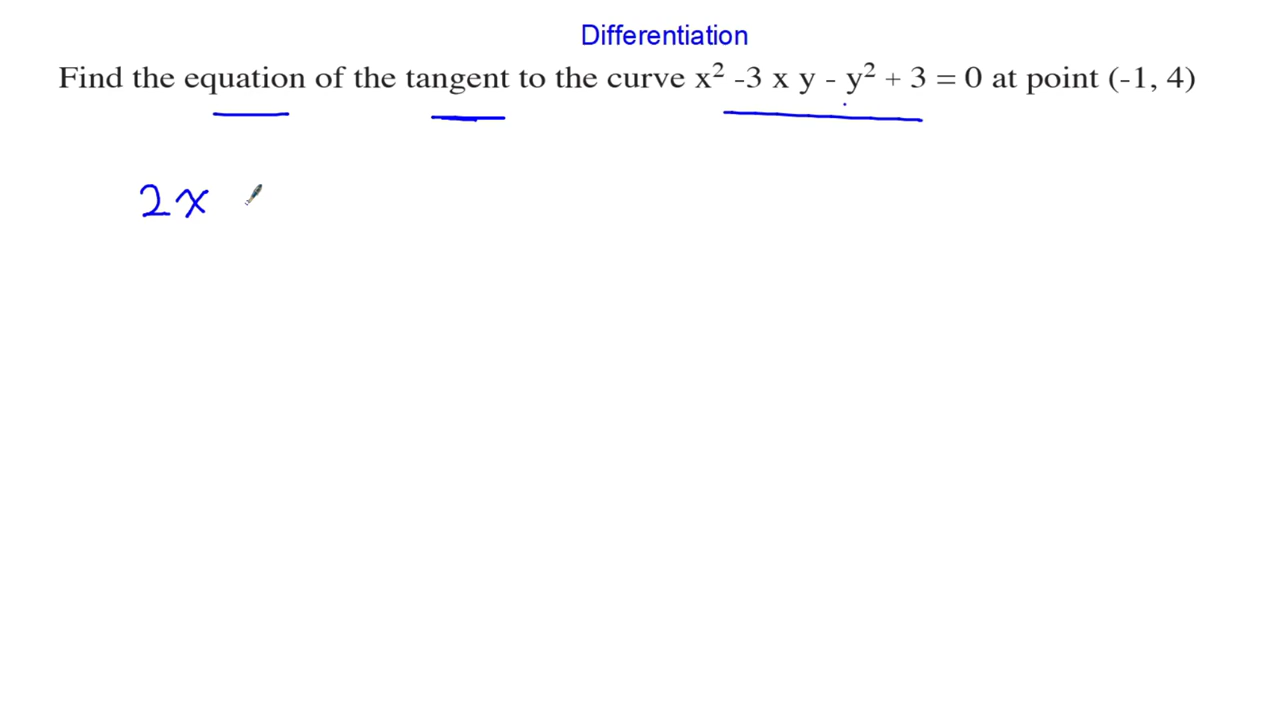 Differentiation
Find the equation of the tangent to the curve x² -3 x y - y² + 3 = 0 at point (-1, 4)
2x